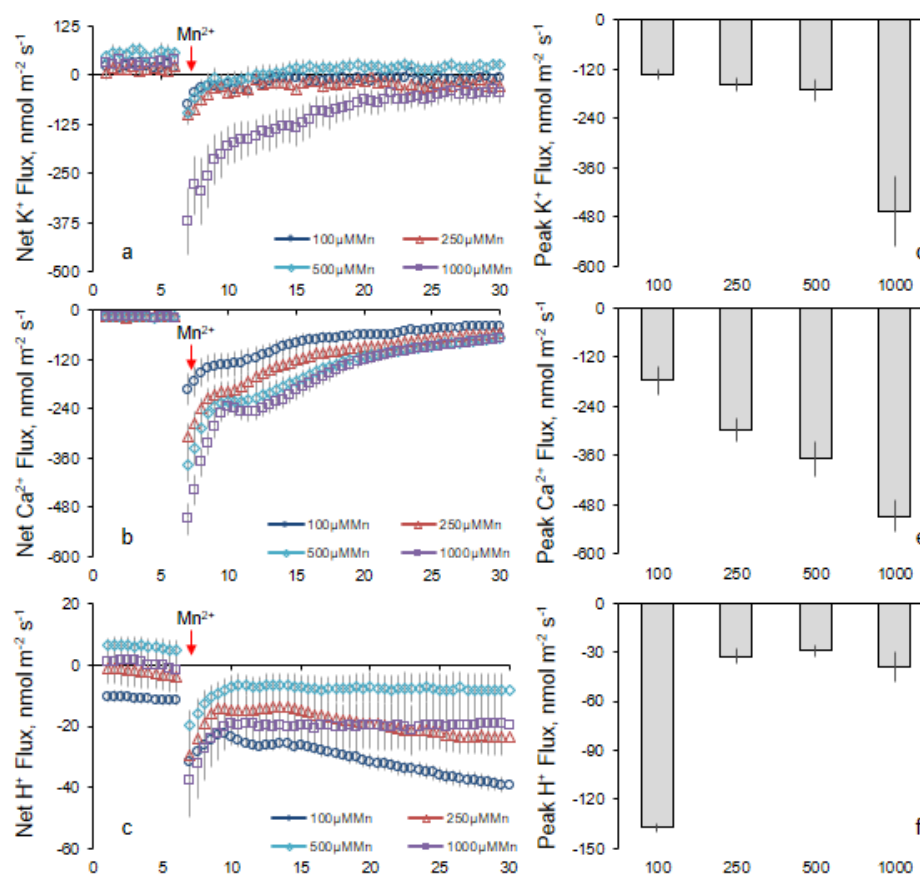 Net K⁺ Flux, nmol m⁻² s⁻¹
125
0
-125
-250
-375
-500
Mn²⁺
a
100µMMn 250µMMn
500µMMn 1000µMMn
0 5 10 15 20 25 30
Peak K⁺ Flux, nmol m⁻² s⁻¹
0
-120
-240
-360
-480
-600
100 250 500 1000
Net Ca²⁺ Flux, nmol m⁻² s⁻¹
0
-120
-240
-360
-480
-600
Mn²⁺
b
100µMMn 250µMMn
500µMMn 1000µMMn
0 5 10 15 20 25 30
Peak Ca²⁺ Flux, nmol m⁻² s⁻¹
0
-120
-240
-360
-480
-600
e
100 250 500 1000
Net H⁺ Flux, nmol m⁻² s⁻¹
20
0
-20
-40
-60
Mn²⁺
c
100µMMn 250µMMn
500µMMn 1000µMMn
0 5 10 15 20 25 30
Peak H⁺ Flux, nmol m⁻² s⁻¹
0
-30
-60
-90
-120
-150
f
100 250 500 1000